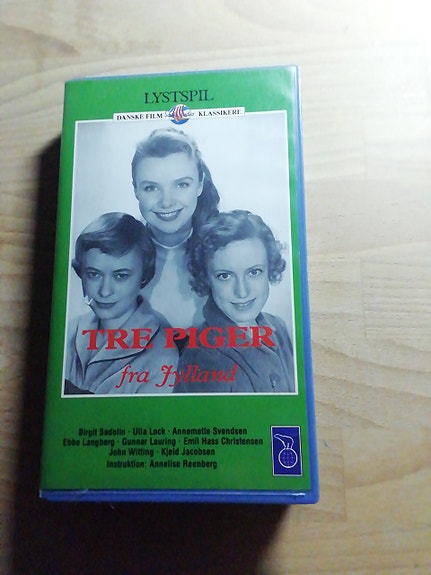 LYSTSPIL
DANSKE FILM KLASSIKERE
TRE PIGER
fra Jylland
Birgit Sadolin · Ulla Lock · Annemette Svendsen
Ebbe Langberg · Gunnar Lauring · Emil Hass Christensen
John Witting · Kjeld Jacobsen
Instruktion: Annelise Reenberg